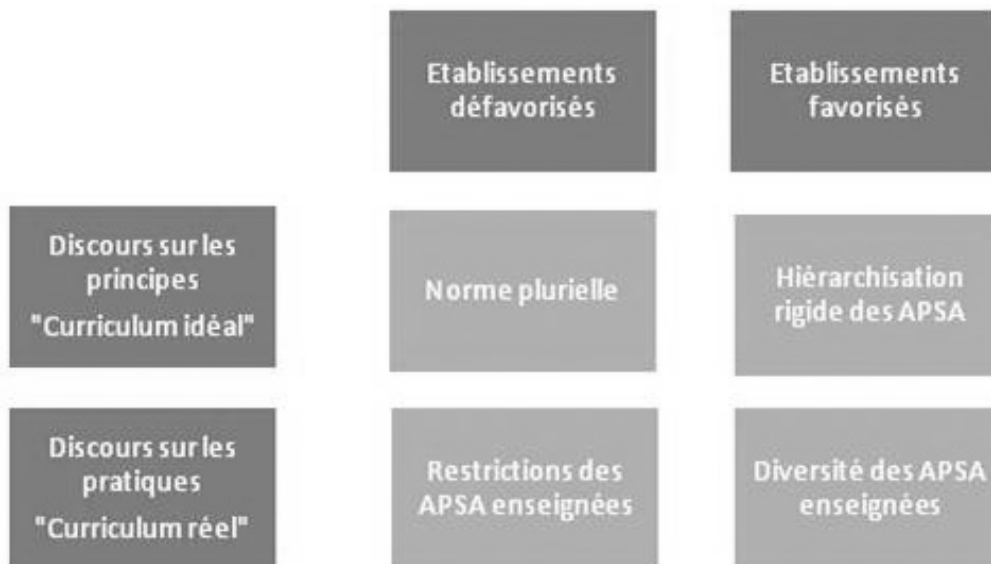 Etablissements
défavorisés
Etablissements
favorisés
Discours sur les
principes
"Curriculum idéal"
Norme plurielle
Hiérarchisation
rigide des APSA
Discours sur les
pratiques
"Curriculum réel"
Restrictions des
APSA enseignées
Diversité des APSA
enseignées